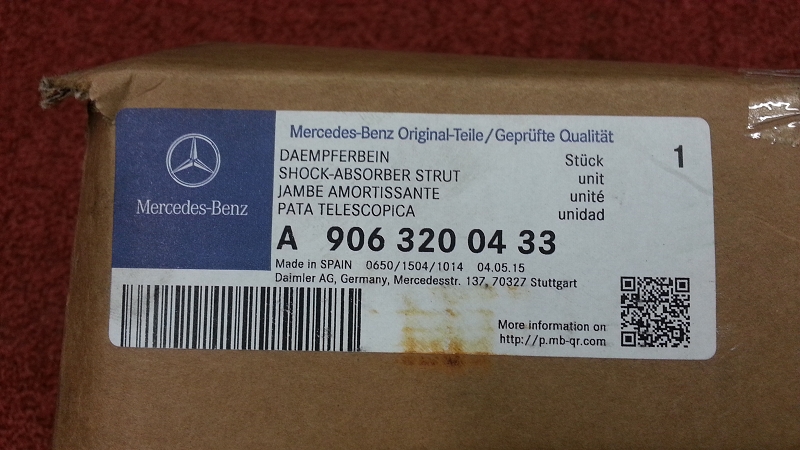 Mercedes-Benz
Mercedes-Benz Original-Teile/Geprüfte Qualität
DAEMPFERBEIN Stück 1
SHOCK-ABSORBER STRUT unit
JAMBE AMORTISSANTE unité
PATA TELESCOPICA unidad
A 906 320 04 33
Made in SPAIN 0650/1504/1014 04.05.15
Daimler AG, Germany, Mercedesstr. 137, 70327 Stuttgart
More information on
http://p.mb-qr.com